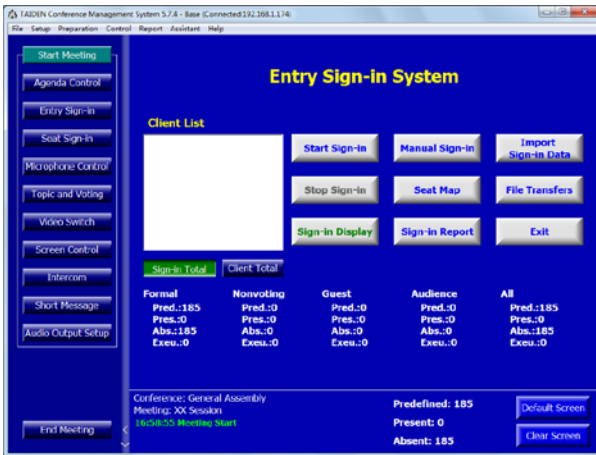 TAIDEN Conference Management System 5.7.4 - Base (Connected:192.168.1.174)
File Setup Preparation Control Report Assistant Help
Start Meeting
Agenda Control
Entry Sign-in
Seat Sign-in
Microphone Control
Topic and Voting
Video Switch
Screen Control
Intercom
Short Message
Audio Output Setup
End Meeting
Entry Sign-in System
Client List
Start Sign-in Manual Sign-in Import Sign-in Data
Stop Sign-in Seat Map File Transfers
Sign-in Display Sign-in Report Exit
Sign-in Total Client Total
Formal Nonvoting Guest Audience All
Pred.:185 Pred.:0 Pred.:0 Pred.:0 Pred.:185
Pres.:0 Pres.:0 Pres.:0 Pres.:0 Pres.:0
Abs.:185 Abs.:0 Abs.:0 Abs.:0 Abs.:185
Exeu.:0 Exeu.:0 Exeu.:0 Exeu.:0 Exeu.:0
Conference: General Assembly
Meeting: XX Session
16:58:55 Meeting Start
Predefined: 185
Present: 0
Absent: 185
Default Screen
Clear Screen